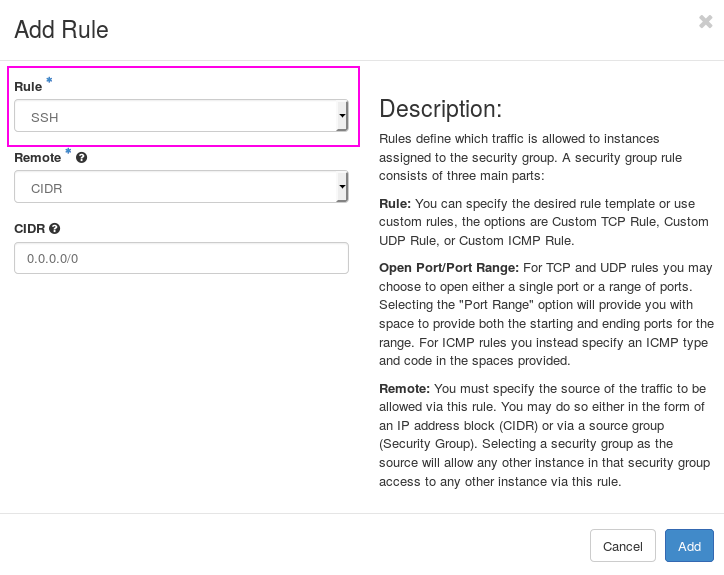 Add Rule
×
Rule *
SSH
Remote * ?
CIDR
CIDR ?
0.0.0.0/0
Description:
Rules define which traffic is allowed to instances
assigned to the security group. A security group rule
consists of three main parts:
Rule: You can specify the desired rule template or use
custom rules, the options are Custom TCP Rule, Custom
UDP Rule, or Custom ICMP Rule.
Open Port/Port Range: For TCP and UDP rules you may
choose to open either a single port or a range of ports.
Selecting the "Port Range" option will provide you with
space to provide both the starting and ending ports for the
range. For ICMP rules you instead specify an ICMP type
and code in the spaces provided.
Remote: You must specify the source of the traffic to be
allowed via this rule. You may do so either in the form of
an IP address block (CIDR) or via a source group
(Security Group). Selecting a security group as the
source will allow any other instance in that security group
access to any other instance via this rule.
Cancel
Add